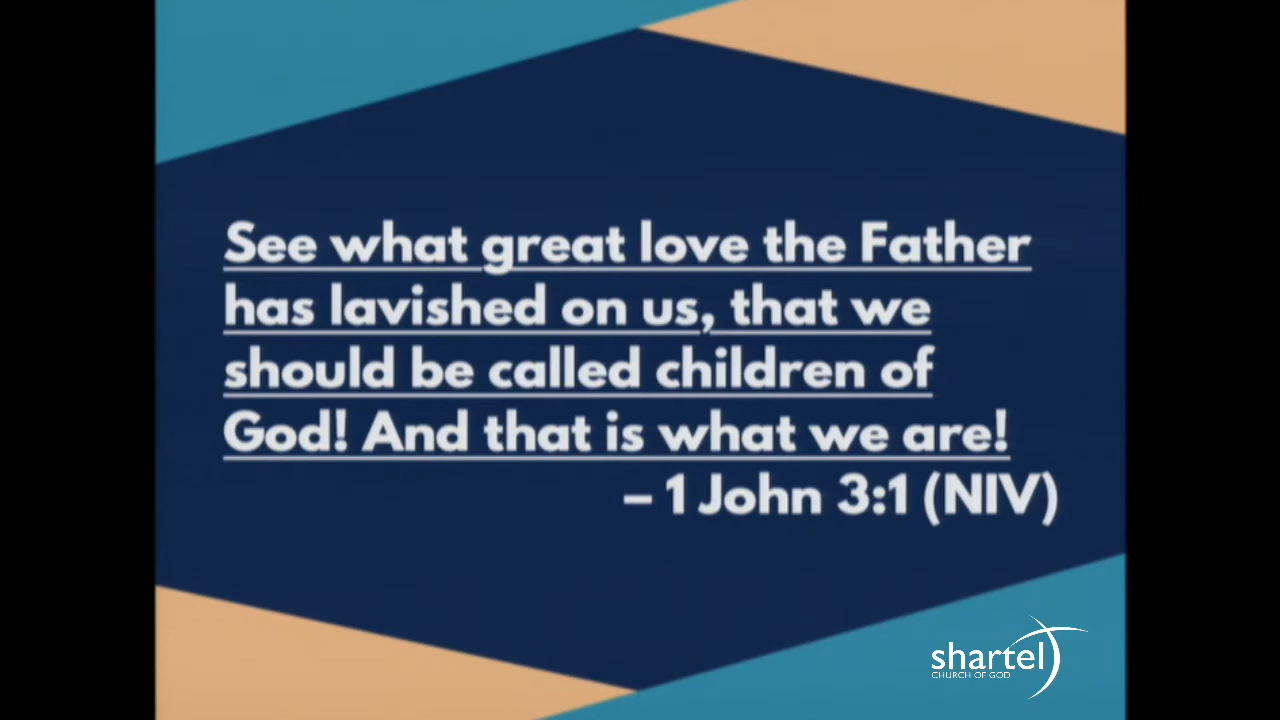 See what great love the Father
has lavished on us, that we
should be called children of
God! And that is what we are!
– 1 John 3:1 (NIV)
shartel
CHURCH OF GOD